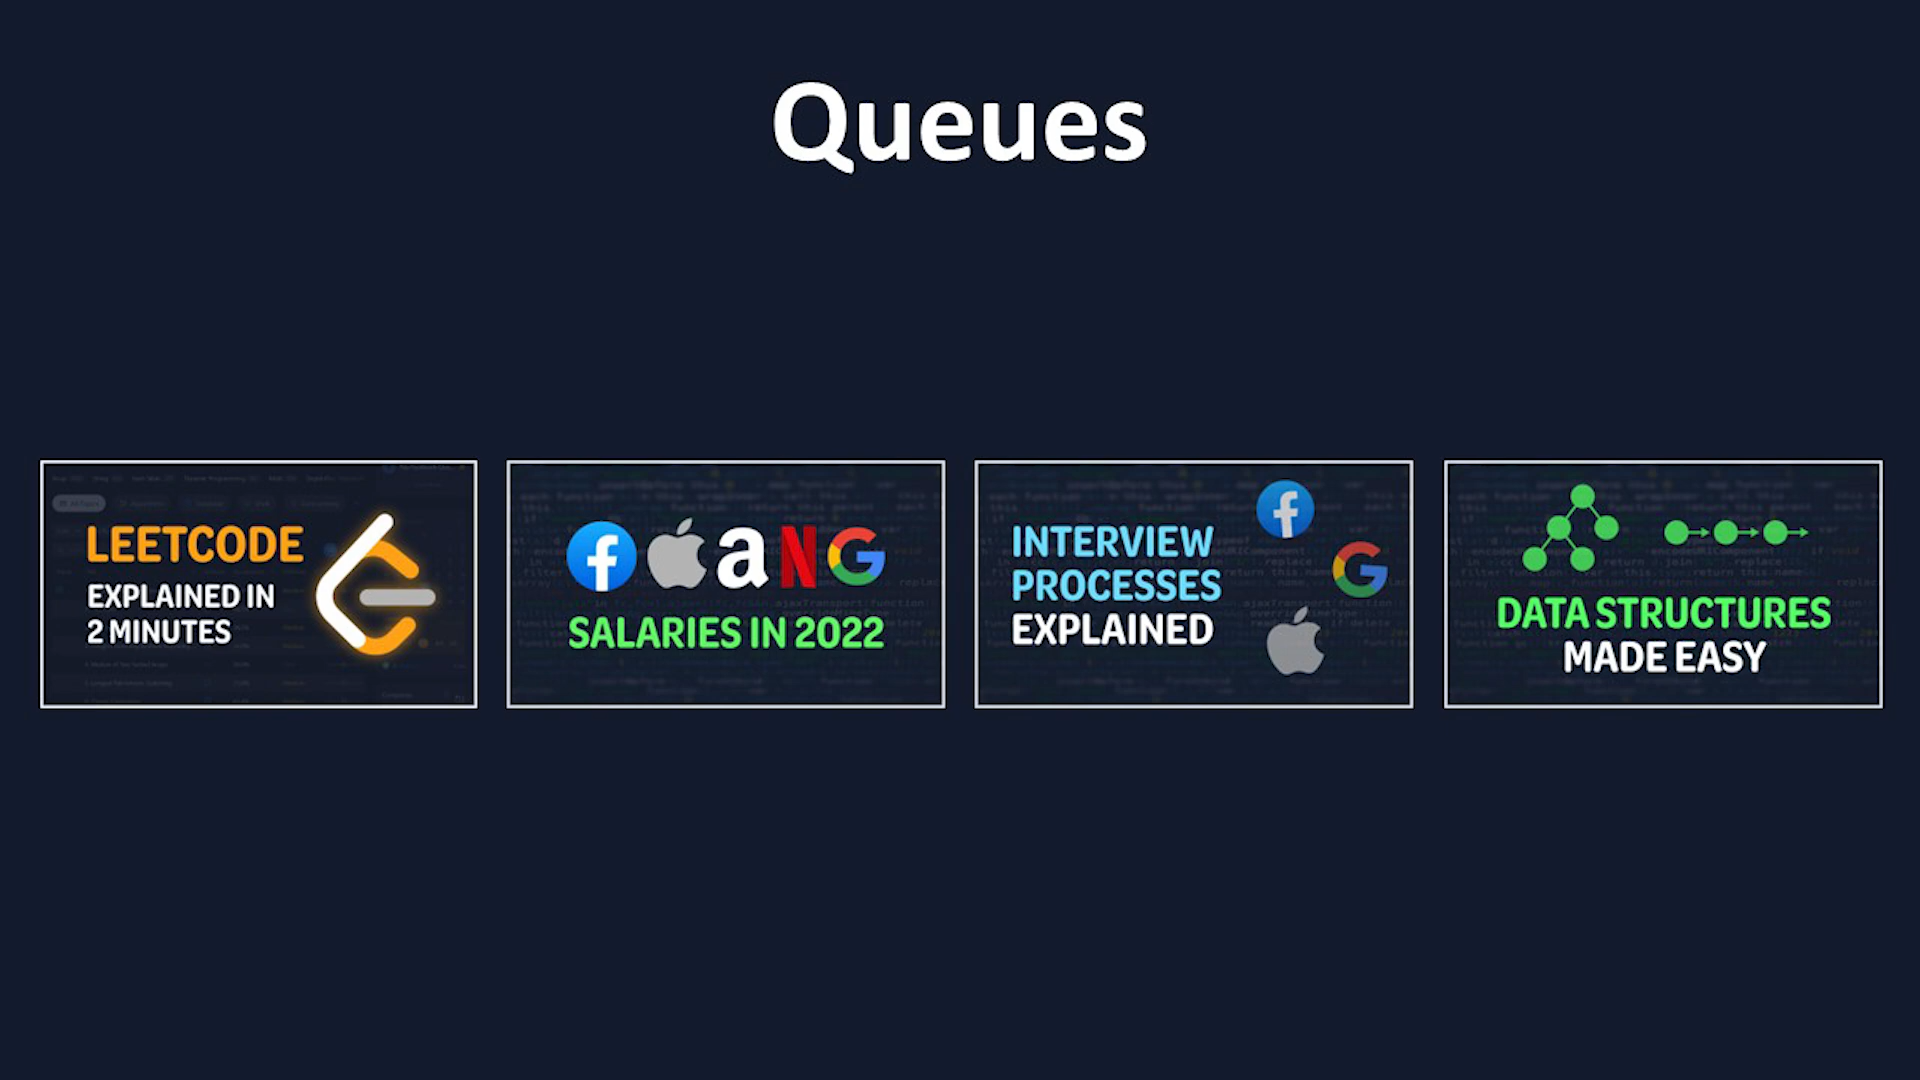 Queues
LEETCODE
EXPLAINED IN
2 MINUTES
SALARIES IN 2022
INTERVIEW
PROCESSES
EXPLAINED
DATA STRUCTURES
MADE EASY